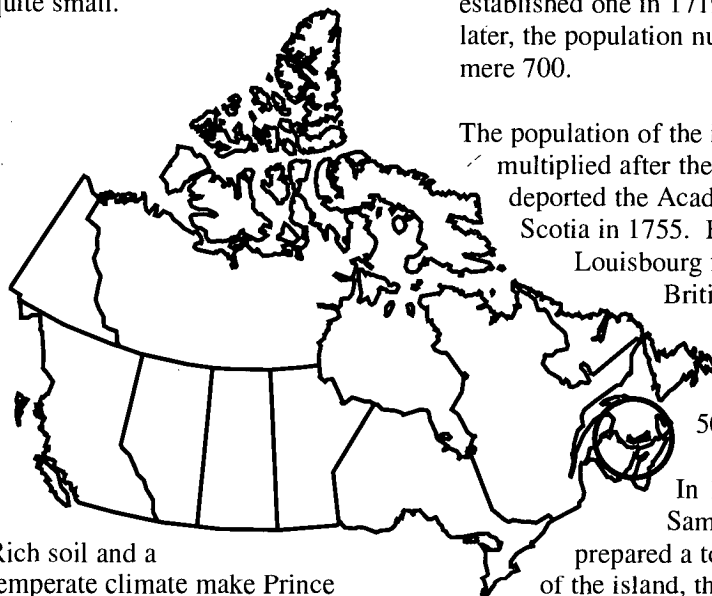 quite small.
Rich soil and a
temperate climate make Prince
established one in 1719
later, the population nu
mere 700.
The population of the
multiplied after the
deported the Acad
Scotia in 1755.
Louisbourg
Briti
50
In
Sam
prepared a to
of the island, th